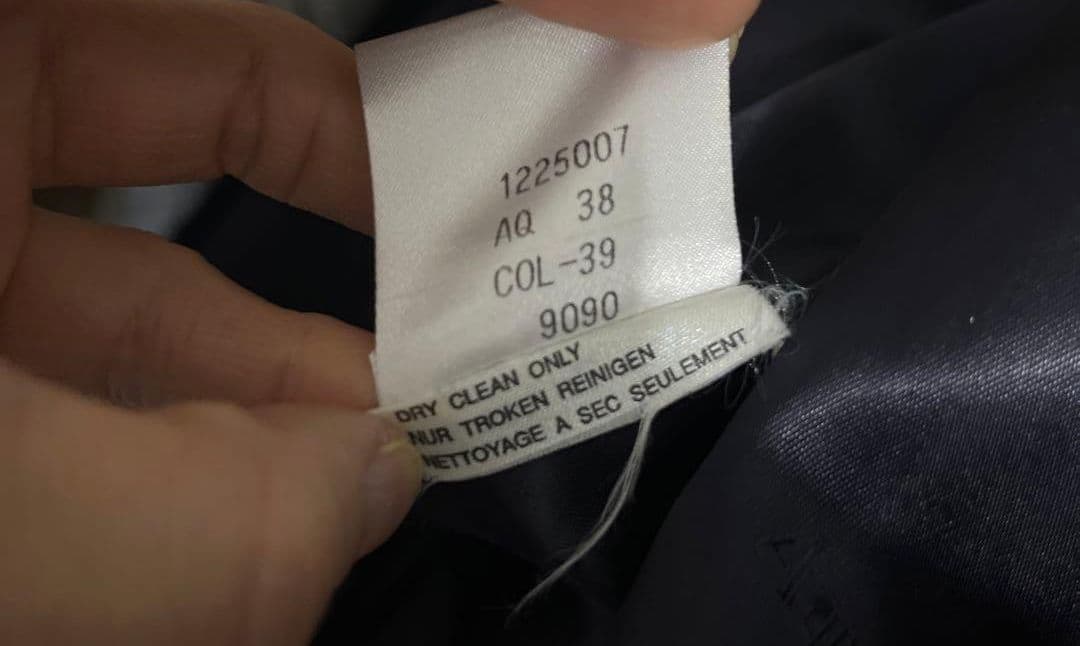 1225007
AQ 38
COL-39
9090
DRY CLEAN ONLY
NUR TROKEN REINIGEN
NETTOYAGE A SEC SEULEMENT